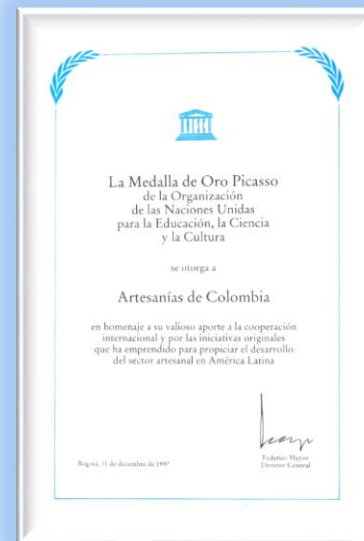 La Medalla de Oro Picasso
de la Organización
de las Naciones Unidas
para la Educación, la Ciencia
y la Cultura
se otorga a
Artesanías de Colombia
en homenaje a su valioso aporte a la cooperación
internacional y por las iniciativas originales
que ha emprendido para propiciar el desarrollo
del sector artesanal en América Latina
Bogotá, 11 de diciembre de 1997
Federico Mayor
Director General